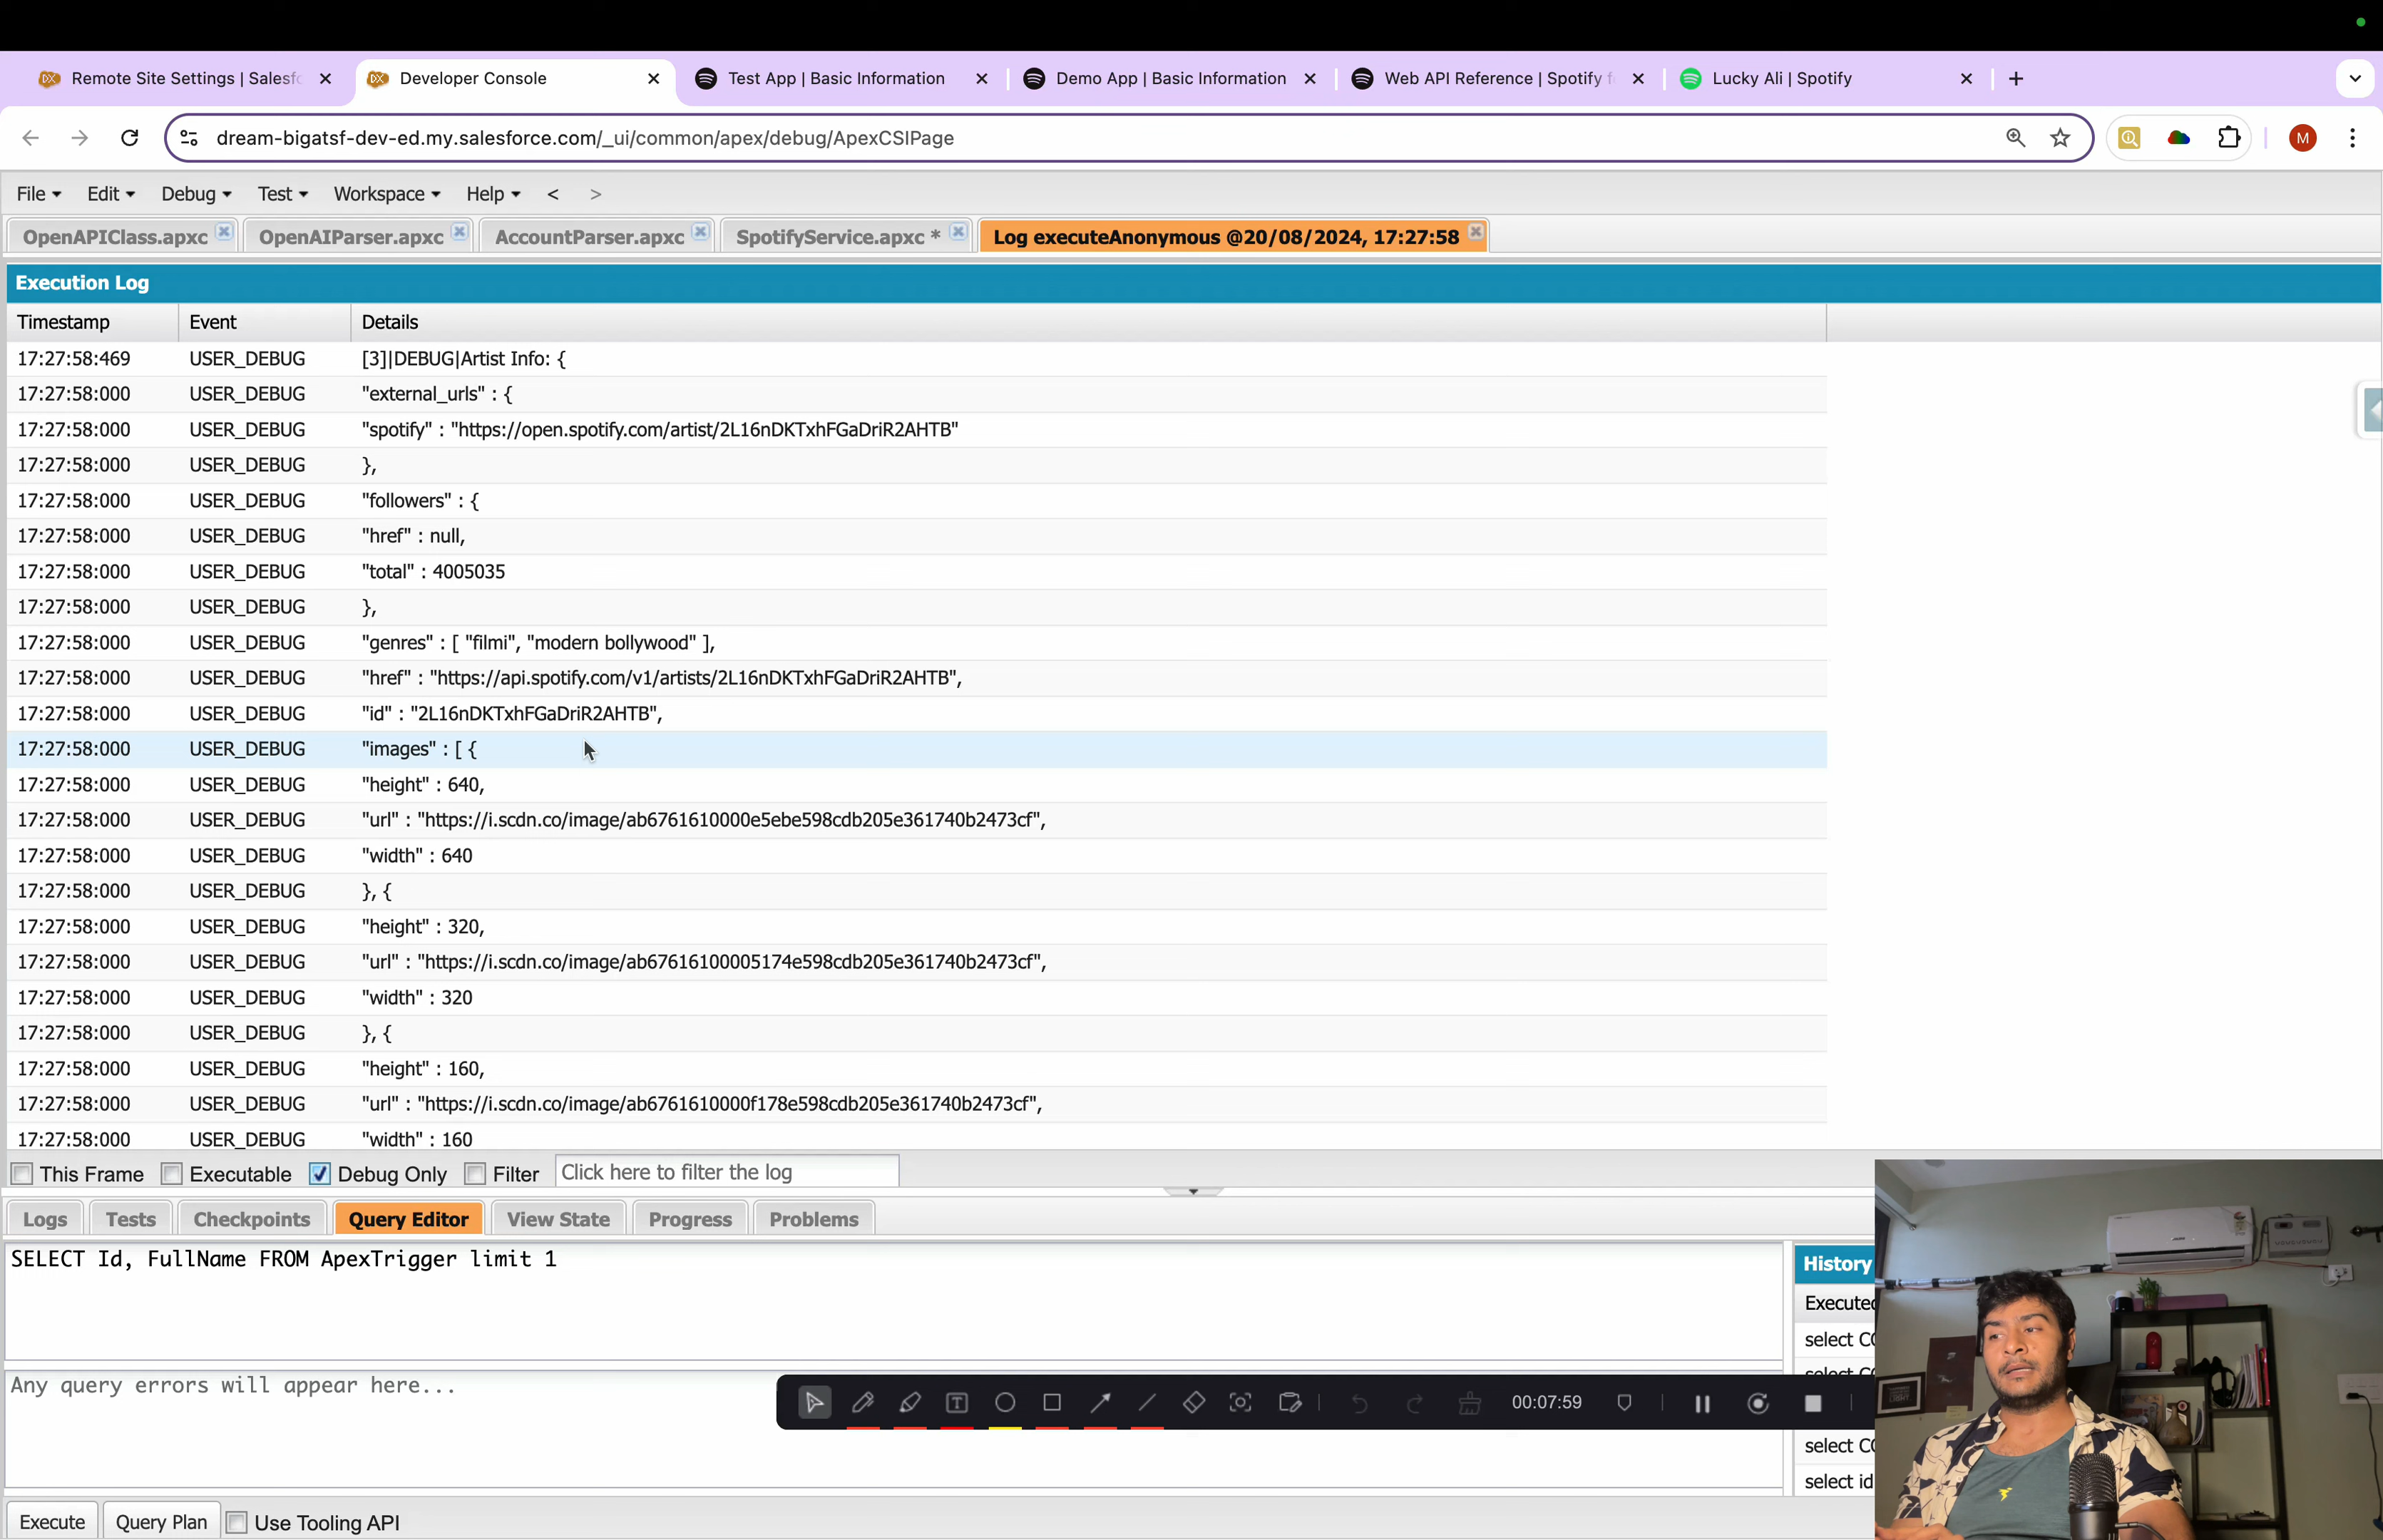 Remote Site Settings | Salesfo
Developer Console
Test App | Basic Information
Demo App | Basic Information
Web API Reference | Spotify f
Lucky Ali | Spotify
dream-bigatsf-dev-ed.my.salesforce.com/_ui/common/apex/debug/ApexCSIPage
M
File Edit Debug Test Workspace Help < >
OpenAPIClass.apxc OpenAIParser.apxc AccountParser.apxc SpotifyService.apxc * Log executeAnonymous @20/08/2024, 17:27:58
Execution Log
Timestamp Event Details
17:27:58:469 USER_DEBUG [3]|DEBUG|Artist Info: {
17:27:58:000 USER_DEBUG "external_urls" : {
17:27:58:000 USER_DEBUG "spotify" : "https://open.spotify.com/artist/2L16nDKTxhFGaDriR2AHTB"
17:27:58:000 USER_DEBUG },
17:27:58:000 USER_DEBUG "followers" : {
17:27:58:000 USER_DEBUG "href" : null,
17:27:58:000 USER_DEBUG "total" : 4005035
17:27:58:000 USER_DEBUG },
17:27:58:000 USER_DEBUG "genres" : [ "filmi", "modern bollywood" ],
17:27:58:000 USER_DEBUG "href" : "https://api.spotify.com/v1/artists/2L16nDKTxhFGaDriR2AHTB",
17:27:58:000 USER_DEBUG "id" : "2L16nDKTxhFGaDriR2AHTB",
17:27:58:000 USER_DEBUG "images" : [ {
17:27:58:000 USER_DEBUG "height" : 640,
17:27:58:000 USER_DEBUG "url" : "https://i.scdn.co/image/ab6761610000e5ebe598cdb205e361740b2473cf",
17:27:58:000 USER_DEBUG "width" : 640
17:27:58:000 USER_DEBUG }, {
17:27:58:000 USER_DEBUG "height" : 320,
17:27:58:000 USER_DEBUG "url" : "https://i.scdn.co/image/ab67616100005174e598cdb205e361740b2473cf",
17:27:58:000 USER_DEBUG "width" : 320
17:27:58:000 USER_DEBUG }, {
17:27:58:000 USER_DEBUG "height" : 160,
17:27:58:000 USER_DEBUG "url" : "https://i.scdn.co/image/ab6761610000f178e598cdb205e361740b2473cf",
17:27:58:000 USER_DEBUG "width" : 160
This Frame Executable Debug Only Filter Click here to filter the log
Logs Tests Checkpoints Query Editor View State Progress Problems
SELECT Id, FullName FROM ApexTrigger limit 1
History
Executed
select CO
Any query errors will appear here...
00:07:59
select CO
select id
Execute Query Plan Use Tooling API